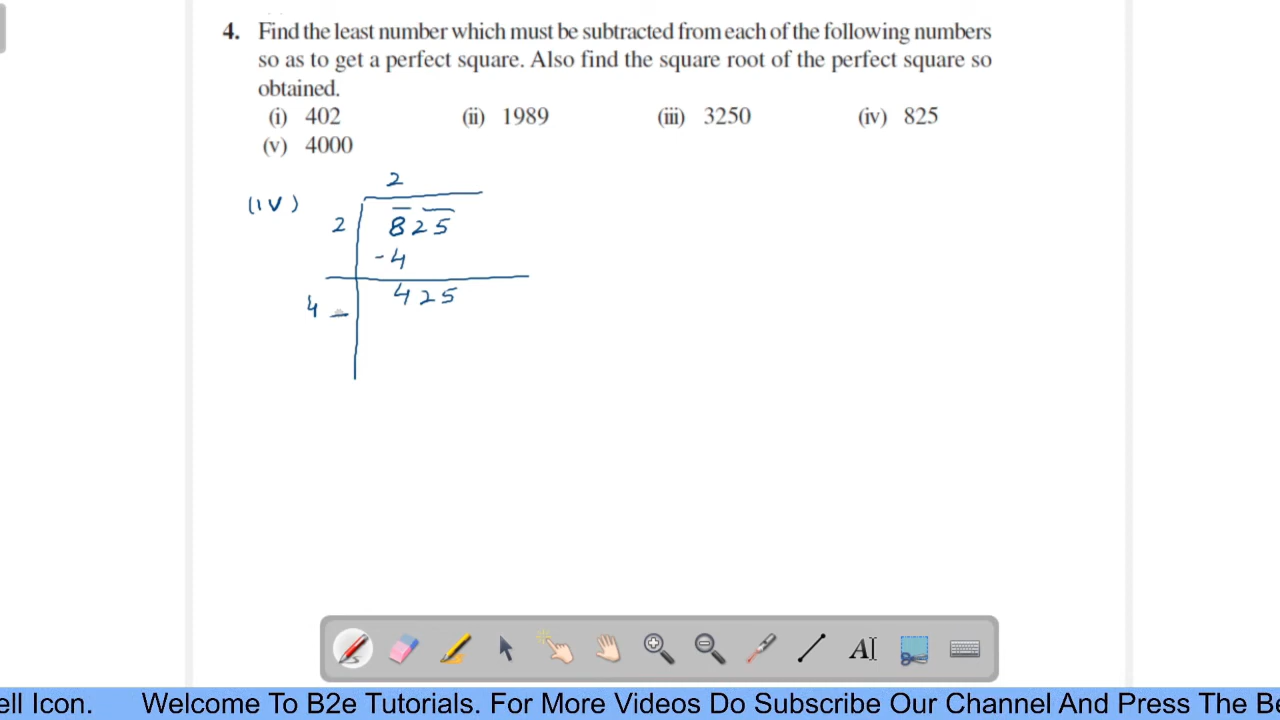 4. Find the least number which must be subtracted from each of the following numbers
so as to get a perfect square. Also find the square root of the perfect square so
obtained.
(i) 402 (ii) 1989 (iii) 3250 (iv) 825
(v) 4000
2
(iv) 2 825
-4
4 _ 425
AI
ell Icon. Welcome To B2e Tutorials. For More Videos Do Subscribe Our Channel And Press The Be